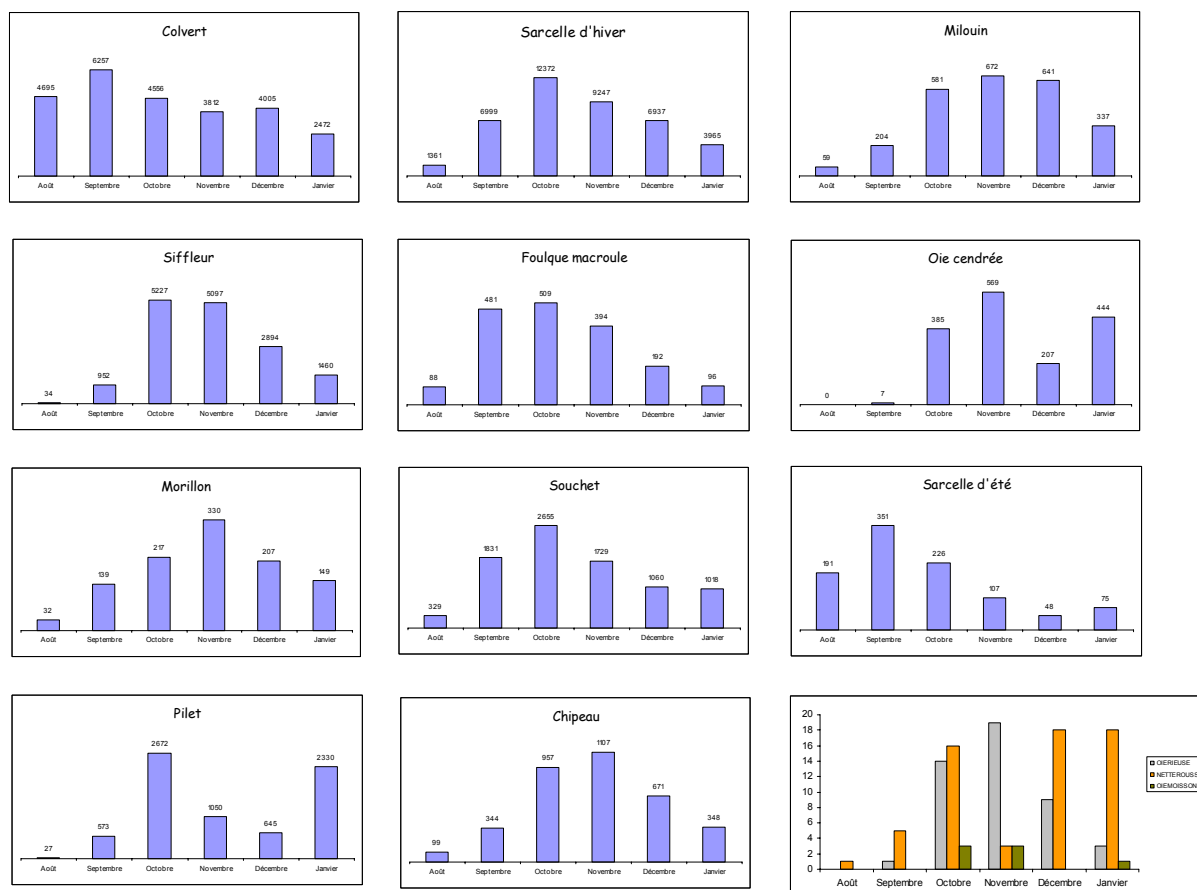 Colvert
4695
6257
4556
3812
4005
2472
Août Septembre Octobre Novembre Décembre Janvier
Sarcelle d'hiver
1361
6999
12372
9247
6937
3965
Août Septembre Octobre Novembre Décembre Janvier
Milouin
59
204
581
672
641
337
Août Septembre Octobre Novembre Décembre Janvier
Siffleur
34
952
5227
5097
2894
1460
Août Septembre Octobre Novembre Décembre Janvier
Foulque macroule
88
481
509
394
192
96
Août Septembre Octobre Novembre Décembre Janvier
Oie cendrée
0
7
385
569
207
444
Août Septembre Octobre Novembre Décembre Janvier
Morillon
32
139
217
330
207
149
Août Septembre Octobre Novembre Décembre Janvier
Souchet
329
1831
2655
1729
1060
1018
Août Septembre Octobre Novembre Décembre Janvier
Sarcelle d'été
191
351
226
107
48
75
Août Septembre Octobre Novembre Décembre Janvier
Pilet
27
573
2672
1050
645
2330
Août Septembre Octobre Novembre Décembre Janvier
Chipeau
99
344
957
1107
671
348
Août Septembre Octobre Novembre Décembre Janvier
20
18
16
14
12
10
8
6
4
2
0
Août Septembre Octobre Novembre Décembre Janvier
OIERIEUSE
NETTEROUSS
OIEMOISSON